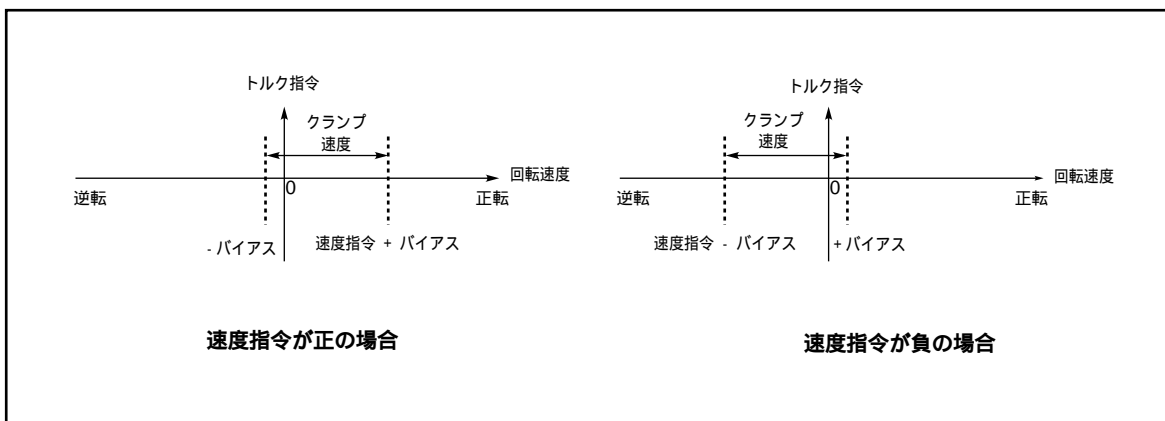 トルク指令
クランプ
速度
回転速度
0
逆転
正転
- バイアス
速度指令 + バイアス
速度指令が正の場合
トルク指令
クランプ
速度
回転速度
0
逆転
正転
速度指令 - バイアス
+ バイアス
速度指令が負の場合